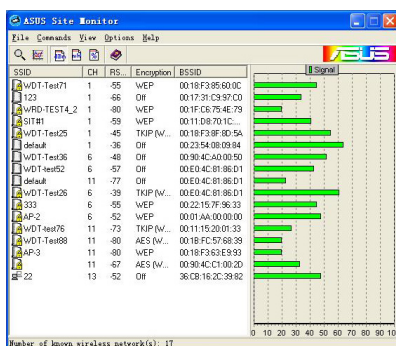 ASUS Site Monitor
File Commands View Options Help
/SUS
SSID CH RS... Encryption BSSID Signal
WDT-Test71 1 -55 WEP 00:18:F3:85:60:0C
123 1 -66 Off 00:17:31:C9:97:C0
WRD-TEST4_2 1 -80 WEP 00:1F:C6:75:4E:79
SIT#1 1 -59 WEP 00:11:D8:70:1C:...
WDT-Test25 1 -45 TKIP (W... 00:18:F3:8F:8D:5A
default 1 -36 Off 00:23:54:08:09:84
WDT-Test36 6 -48 Off 00:90:4C:A0:00:50
WDT-test52 6 -57 Off 00:E0:4C:81:86:D1
default 11 -77 Off 00:E0:4C:81:86:D1
WDT-Test26 6 -39 TKIP (W... 00:E0:4C:81:86:D1
333 6 -55 WEP 00:22:15:7F:96:33
AP-2 6 -52 WEP 00:01:AA:00:00:00
WDT-test76 11 -73 TKIP (W... 00:11:15:20:01:33
WDT-Test88 11 -80 AES (W... 00:1B:FC:57:68:39
AP-3 11 -80 WEP 00:18:F3:63:E9:93
11 -67 AES (W... 00:90:4C:C1:00:2D
22 13 -52 Off 36:CB:16:2C:39:82
0 10 20 30 40 50 60 70 80 90 10
Number of known wireless network(s): 17